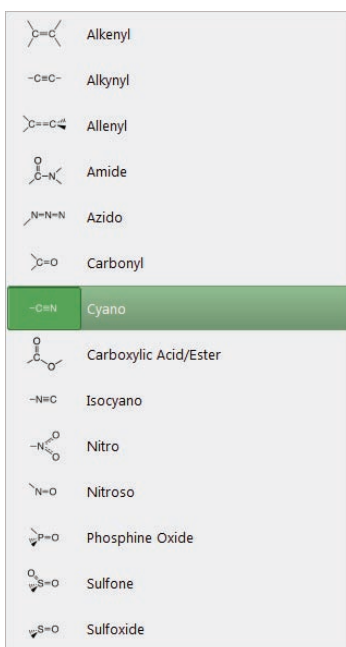 C=C Alkenyl
-C≡C- Alkynyl
C==C Allenyl
O
C-N Amide
N=N=N Azido
C=O Carbonyl
-C≡N Cyano
O
C
O Carboxylic Acid/Ester
-N≡C Isocyano
O
-N
O Nitro
N=O Nitroso
P=O Phosphine Oxide
O
S=O Sulfone
S=O Sulfoxide